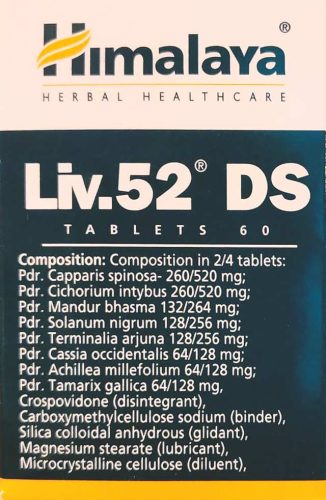 Himalaya®
HERBAL HEALTHCARE
Liv.52® DS
TABLETS 60
Composition: Composition in 2/4 tablets:
Pdr. Capparis spinosa- 260/520 mg;
Pdr. Cichorium intybus 260/520 mg;
Pdr. Mandur bhasma 132/264 mg;
Pdr. Solanum nigrum 128/256 mg;
Pdr. Terminalia arjuna 128/256 mg;
Pdr. Cassia occidentalis 64/128 mg;
Pdr. Achillea millefolium 64/128 mg;
Pdr. Tamarix gallica 64/128 mg,
Crospovidone (disintegrant),
Carboxymethylcellulose sodium (binder),
Silica colloidal anhydrous (glidant),
Magnesium stearate (lubricant),
Microcrystalline cellulose (diluent),